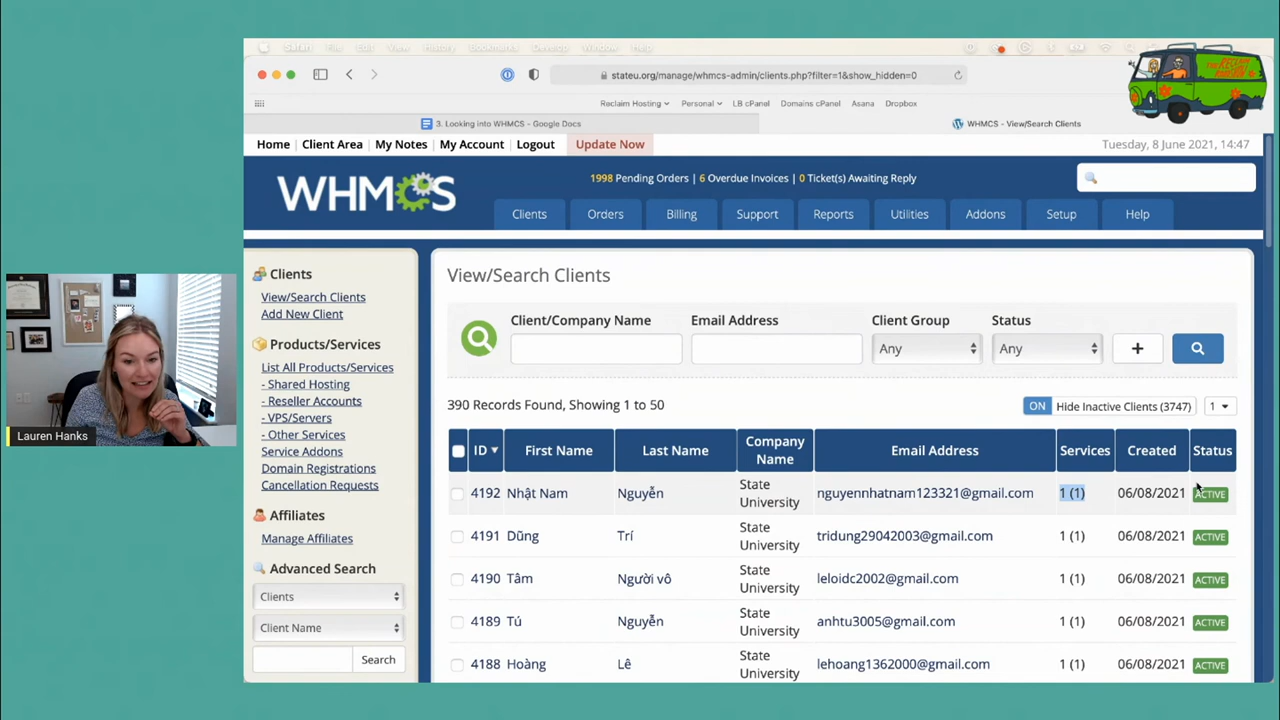 Safari File Edit View History Bookmarks Develop Window Help
stateu.org/manage/whmcs-admin/clients.php?filter=1&show_hidden=0
Reclaim Hosting Personal LB cPanel Domains cPanel Asana Dropbox
3. Looking into WHMCS - Google Docs
WHMCS - View/Search Clients
Home Client Area My Notes My Account Logout Update Now
Tuesday, 8 June 2021, 14:47
WHMCS
1998 Pending Orders | 6 Overdue Invoices | 0 Ticket(s) Awaiting Reply
Clients Orders Billing Support Reports Utilities Addons Setup Help
Clients
View/Search Clients
Add New Client
Products/Services
List All Products/Services
- Shared Hosting
- Reseller Accounts
- VPS/Servers
- Other Services
Service Addons
Domain Registrations
Cancellation Requests
Affiliates
Manage Affiliates
Advanced Search
Clients
Client Name
Search
View/Search Clients
Client/Company Name Email Address Client Group Status
Any Any +
390 Records Found, Showing 1 to 50
ON Hide Inactive Clients (3747) 1
ID First Name Last Name Company Name Email Address Services Created Status
4192 Nhật Nam Nguyễn State University nguyennhatnam123321@gmail.com 1 (1) 06/08/2021 ACTIVE
4191 Dũng Trí State University tridung29042003@gmail.com 1 (1) 06/08/2021 ACTIVE
4190 Tâm Người vô State University leloidc2002@gmail.com 1 (1) 06/08/2021 ACTIVE
4189 Tú Nguyễn State University anhtu3005@gmail.com 1 (1) 06/08/2021 ACTIVE
4188 Hoàng Lê State University lehoang1362000@gmail.com 1 (1) 06/08/2021 ACTIVE
Lauren Hanks